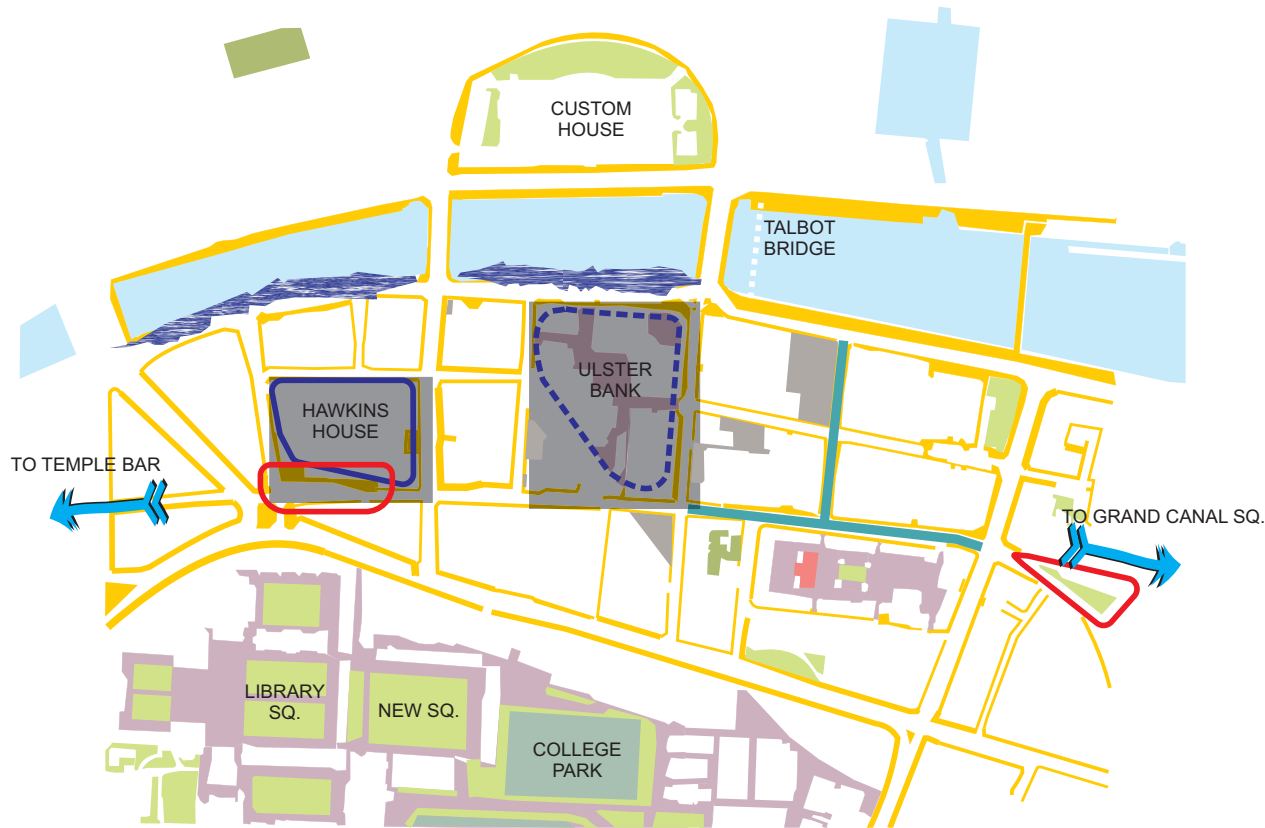 CUSTOM
HOUSE
TALBOT
BRIDGE
ULSTER
BANK
HAWKINS
HOUSE
TO TEMPLE BAR
TO GRAND CANAL SQ.
LIBRARY
SQ.
NEW SQ.
COLLEGE
PARK